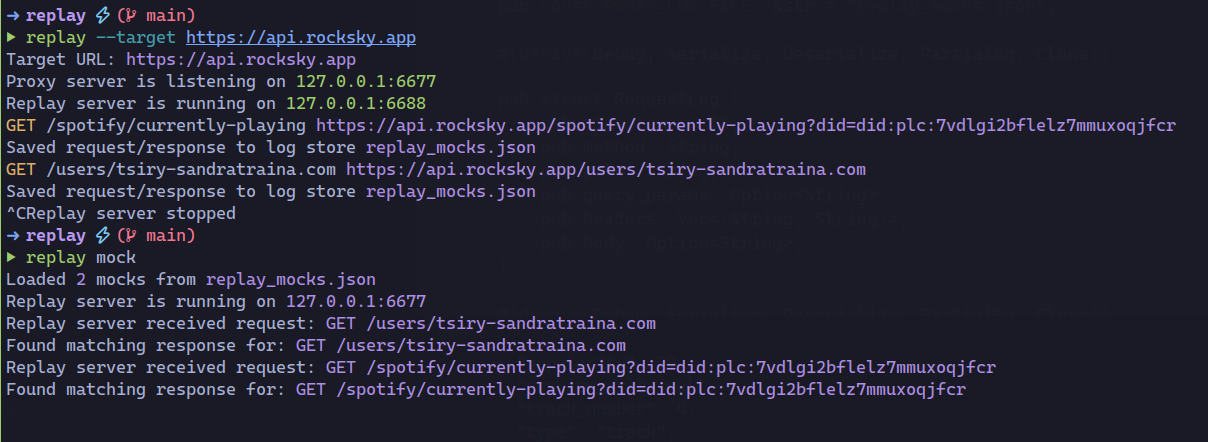 → replay ⚡ ( main)
▶ replay --target https://api.rocksky.app
Target URL: https://api.rocksky.app
Proxy server is listening on 127.0.0.1:6677
Replay server is running on 127.0.0.1:6688
GET /spotify/currently-playing https://api.rocksky.app/spotify/currently-playing?did=did:plc:7vdlgi2bflelz7mmuxoqjfcr
Saved request/response to log store replay_mocks.json
GET /users/tsiry-sandratraina.com https://api.rocksky.app/users/tsiry-sandratraina.com
Saved request/response to log store replay_mocks.json
^CReplay server stopped
→ replay ⚡ ( main)
▶ replay mock
Loaded 2 mocks from replay_mocks.json
Replay server is running on 127.0.0.1:6677
Replay server received request: GET /users/tsiry-sandratraina.com
Found matching response for: GET /users/tsiry-sandratraina.com
Replay server received request: GET /spotify/currently-playing?did=did:plc:7vdlgi2bflelz7mmuxoqjfcr
Found matching response for: GET /spotify/currently-playing?did=did:plc:7vdlgi2bflelz7mmuxoqjfcr